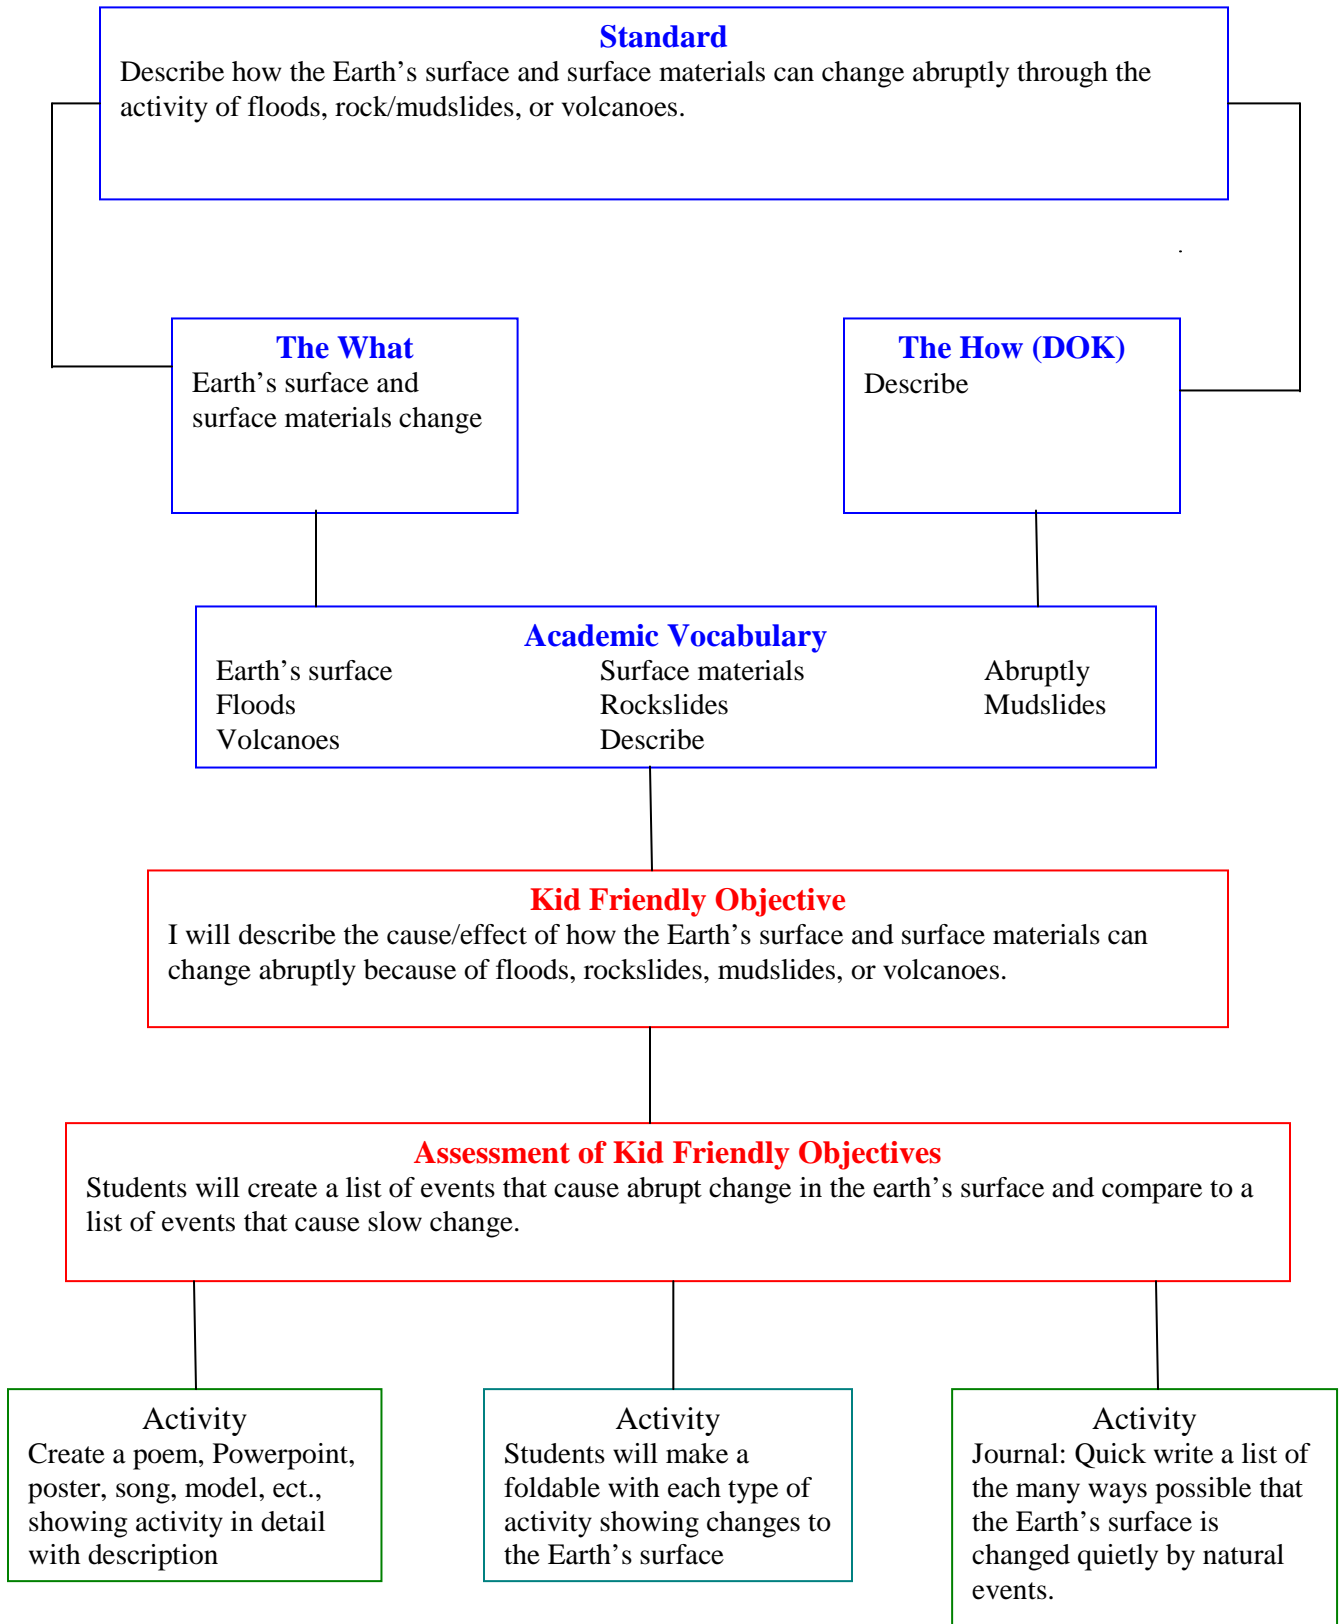 Standard
Describe how the Earth’s surface and surface materials can change abruptly through the
activity of floods, rock/mudslides, or volcanoes.
The What
Earth’s surface and
surface materials change
The How (DOK)
Describe
Academic Vocabulary
Earth’s surface Surface materials Abruptly
Floods Rockslides Mudslides
Volcanoes Describe
Kid Friendly Objective
I will describe the cause/effect of how the Earth’s surface and surface materials can
change abruptly because of floods, rockslides, mudslides, or volcanoes.
Assessment of Kid Friendly Objectives
Students will create a list of events that cause abrupt change in the earth’s surface and compare to a
list of events that cause slow change.
Activity
Create a poem, Powerpoint,
poster, song, model, ect.,
showing activity in detail
with description
Activity
Students will make a
foldable with each type of
activity showing changes to
the Earth’s surface
Activity
Journal: Quick write a list of
the many ways possible that
the Earth’s surface is
changed quietly by natural
events.